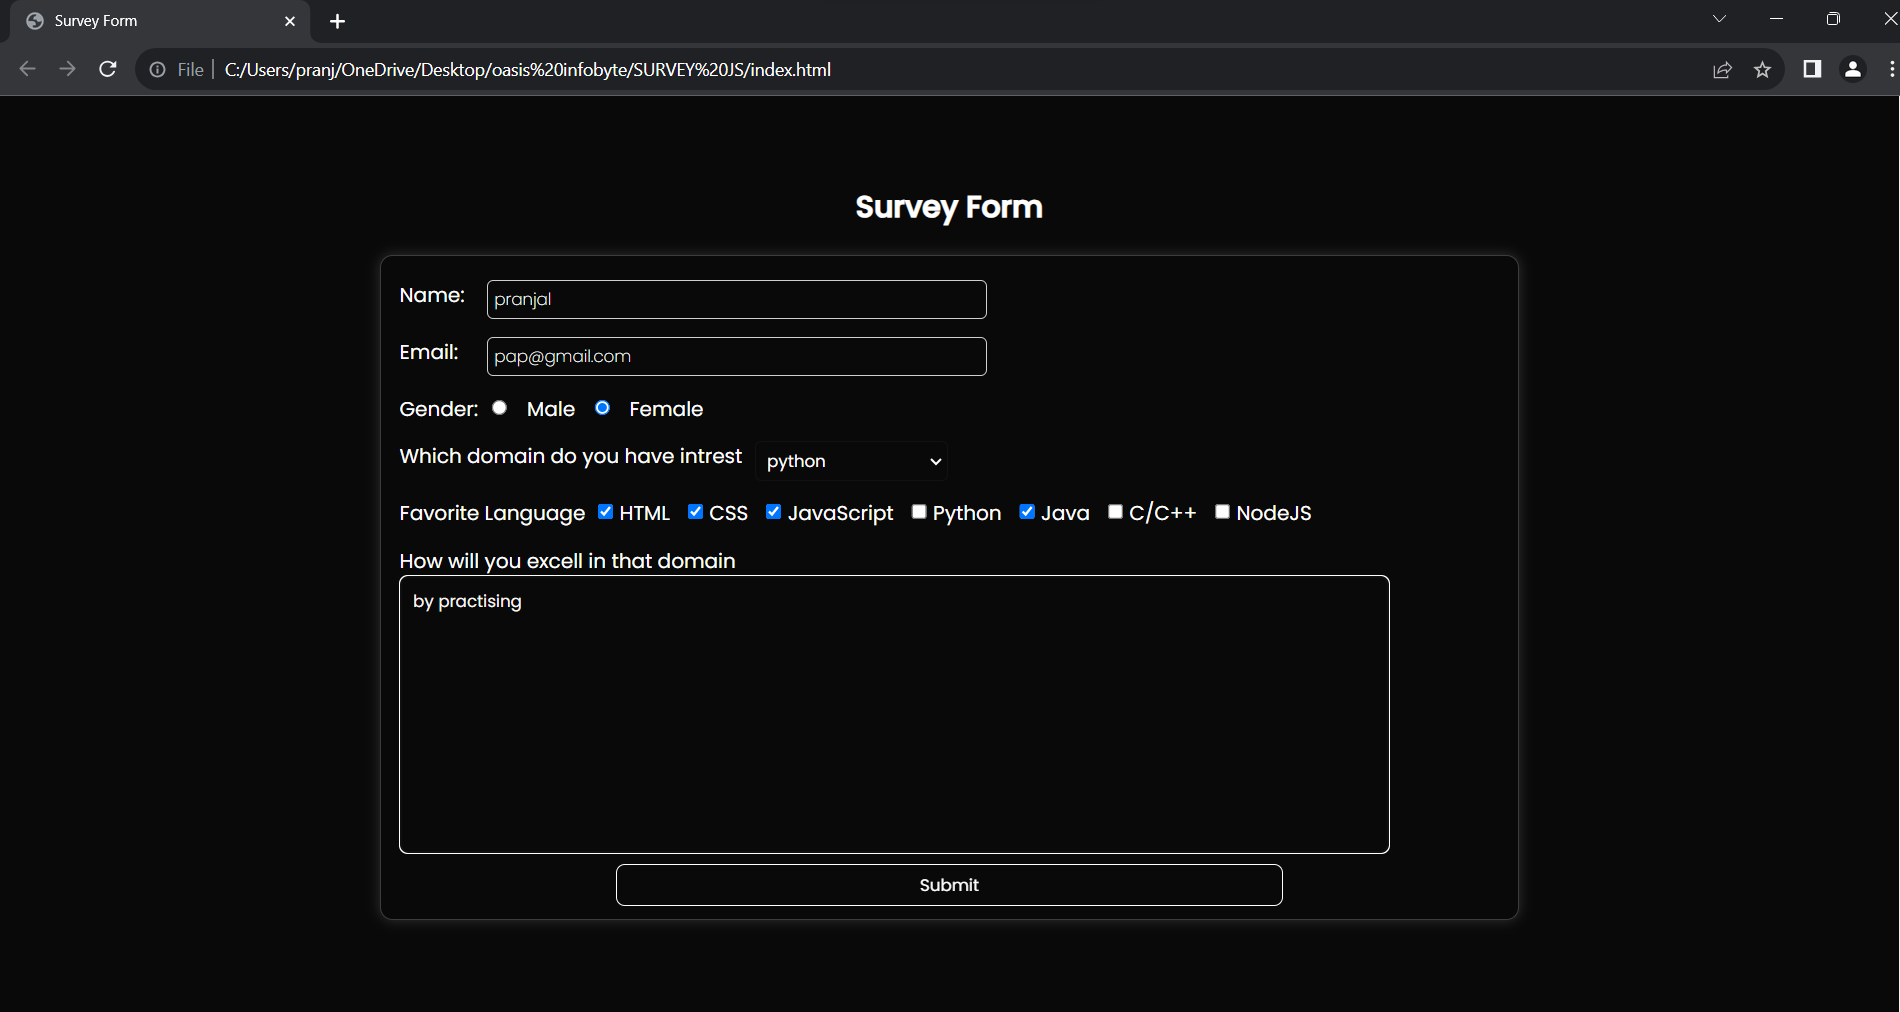 Survey Form
File C:/Users/pranj/OneDrive/Desktop/oasis%20infobyte/SURVEY%20JS/index.html
Survey Form
Name: pranjal
Email: pap@gmail.com
Gender: Male Female
Which domain do you have intrest python
Favorite Language HTML CSS JavaScript Python Java C/C++ NodeJS
How will you excell in that domain
by practising
Submit